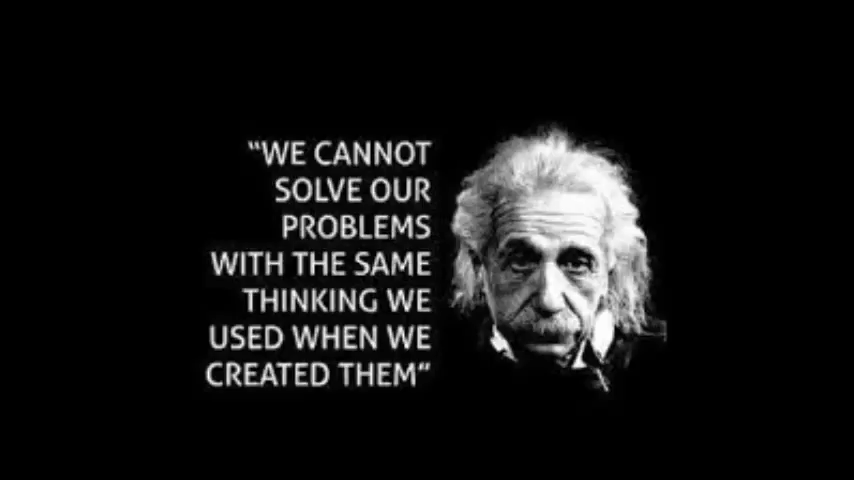 “WE CANNOT
SOLVE OUR
PROBLEMS
WITH THE SAME
THINKING WE
USED WHEN WE
CREATED THEM“